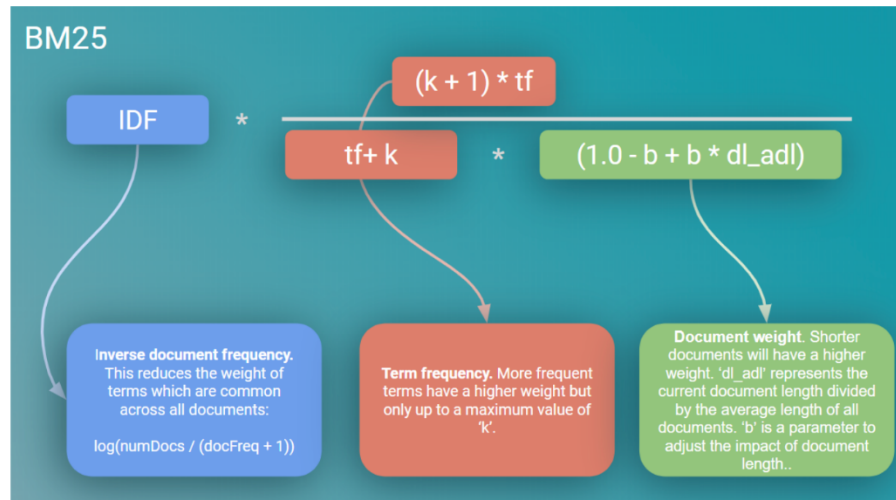 BM25
(k + 1) * tf
IDF
*
tf+ k
*
(1.0 - b + b * dl_adl)
Inverse document frequency.
This reduces the weight of
terms which are common
across all documents:
log(numDocs / (docFreq + 1))
Term frequency. More frequent
terms have a higher weight but
only up to a maximum value of
‘k’.
Document weight. Shorter
documents will have a higher
weight. ‘dl_adl’ represents the
current document length divided
by the average length of all
documents. ‘b’ is a parameter to
adjust the impact of document
length..